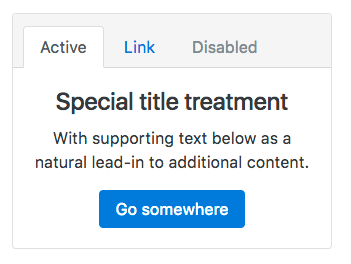 Active Link Disabled
Special title treatment
With supporting text below as a
natural lead-in to additional content.
Go somewhere